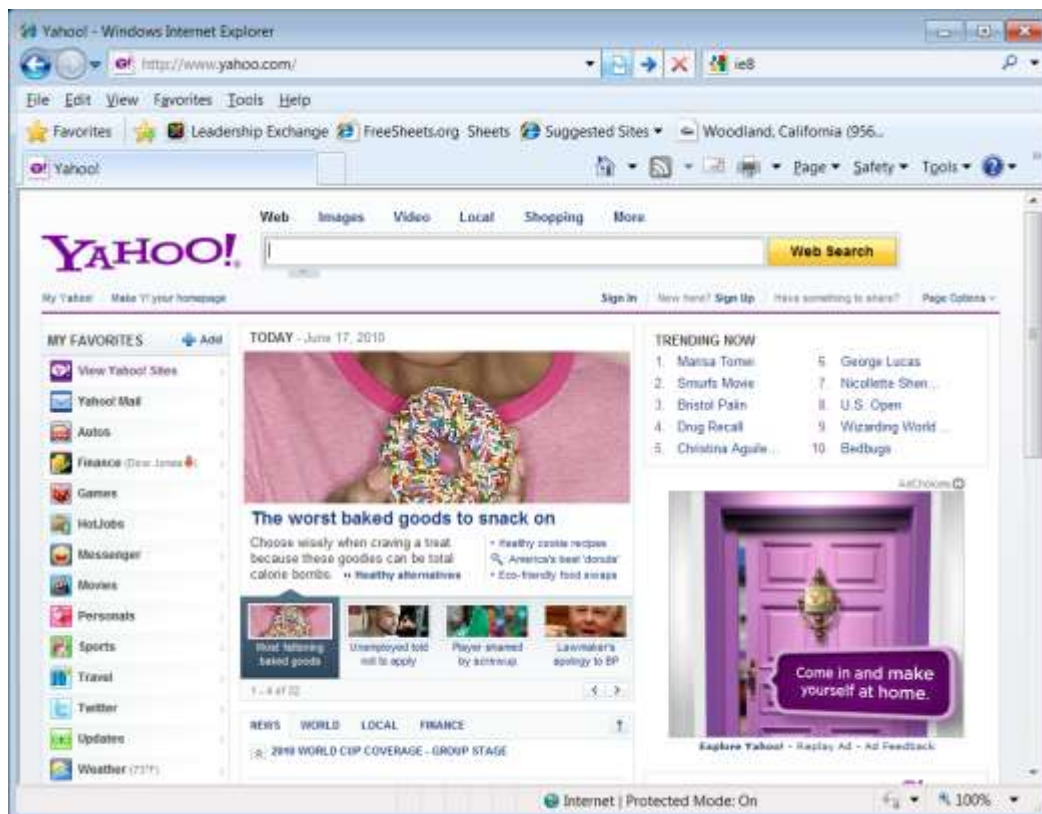 Yahoo! - Windows Internet Explorer
http://www.yahoo.com/
ie8
File Edit View Favorites Tools Help
Favorites Leadership Exchange FreeSheets.org Sheets Suggested Sites Woodland, California (956...
Yahoo! Page Safety Tools
Web Images Video Local Shopping More
YAHOO!
Web Search
My Yahoo! Make Y! your homepage
Sign In New here? Sign Up Have something to share? Page Options
MY FAVORITES Add
View Yahoo! Sites
Yahoo! Mail
Autos
Finance (Dow Jones )
Games
HotJobs
Messenger
Movies
Personals
Sports
Travel
Twitter
Updates
Weather (73°F)
TODAY - June 17, 2010
The worst baked goods to snack on
Choose wisely when craving a treat
because these goodies can be total
calorie bombs. » Healthy alternatives
• Healthy cookie recipes
America's best 'donuts'
• Eco-friendly food swaps
Most fattening
baked goods
Unemployed told
not to apply
Player shamed
by screwup
Lawmaker's
apology to BP
1 - 4 of 32
NEWS WORLD LOCAL FINANCE
2010 WORLD CUP COVERAGE - GROUP STAGE
TRENDING NOW
1. Marisa Tomei
2. Smurfs Movie
3. Bristol Palin
4. Drug Recall
5. Christina Aguile...
6. George Lucas
7. Nicollette Sheri...
8. U.S. Open
9. Wizarding World ...
10. Bedbugs
AdChoices
Come in and make
yourself at home.
Explore Yahoo! - Replay Ad - Ad Feedback
Internet | Protected Mode: On
100%